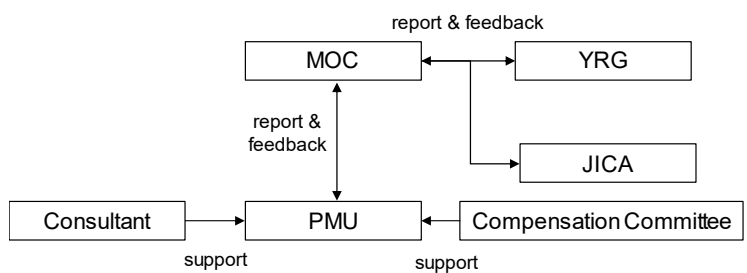 report & feedback
MOC
YRG
report &
feedback
JICA
Consultant
PMU
Compensation Committee
support
support